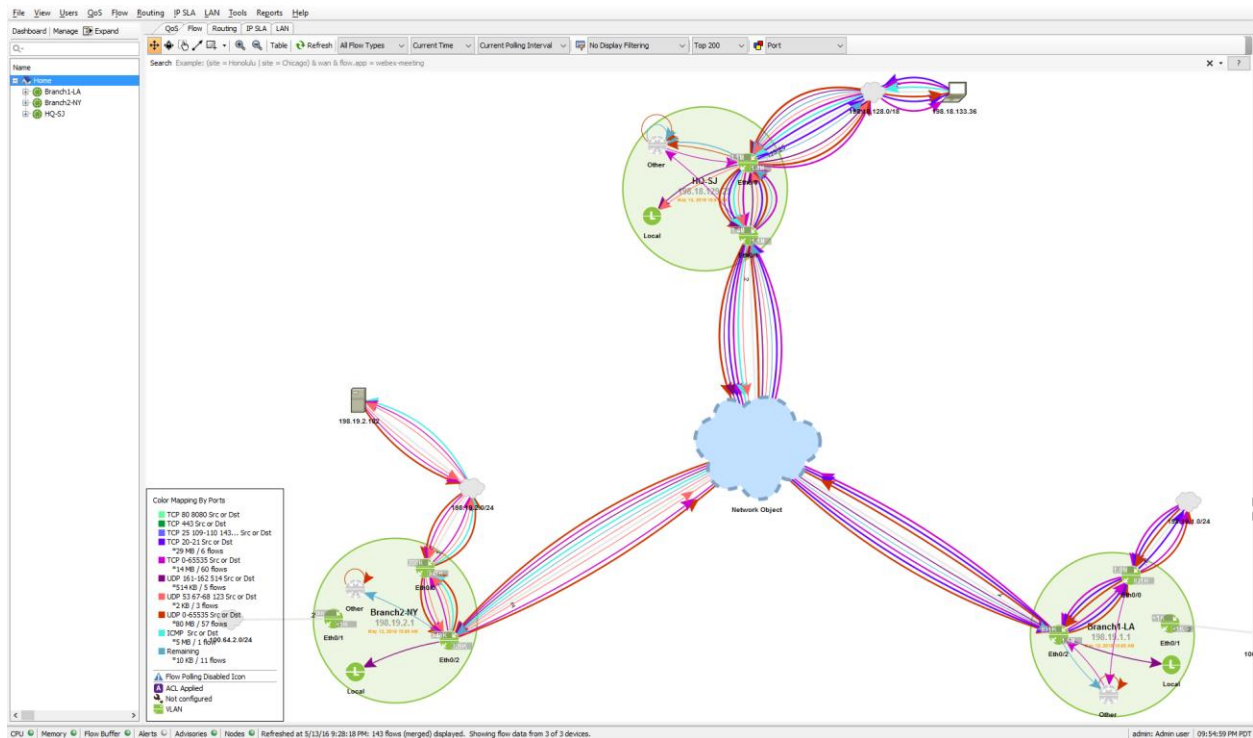 File View Users QoS Flow Routing IP SLA LAN Tools Reports Help
Dashboard Manage Expand
QoS Flow Routing IP SLA LAN
Table Refresh All Flow Types Current Time Current Polling Interval No Display Filtering Top 200 Port
Search Example: (site = Honolulu | site = Chicago) & wan & flow.app = webex-meeting
X ?
Name
Home
Branch1-LA
Branch2-NY
HQ-SJ
198.18.133.36
Other
HQ-SJ
Local
2
198.19.2.102
Network Object
Color Mapping By Ports
TCP 80 8080 Src or Dst
TCP 443 Src or Dst
TCP 25 109-110 143... Src or Dst
TCP 20-21 Src or Dst
*29 MB / 6 flows
TCP 0-65535 Src or Dst
*14 MB / 60 flows
UDP 161-162 514 Src or Dst
*514 KB / 5 flows
UDP 53 67-68 123 Src or Dst
*2 KB / 3 flows
UDP 0-65535 Src or Dst
*80 MB / 57 flows
ICMP Src or Dst
*5 MB / 1 flow
Remaining
*10 KB / 11 flows
Flow Polling Disabled Icon
ACL Applied
Not configured
VLAN
100.64.2.0/24
2
Eth0/1
Other
Branch2-NY
198.19.2.1
Eth0/2
Local
Eth0/0
Branch1-LA
198.19.1.1
Eth0/2
Eth0/1
Local
Other
CPU Memory Flow Buffer Alerts Advisories Nodes Refreshed at 5/13/16 9:28:18 PM: 143 flows (merged) displayed. Showing flow data from 3 of 3 devices.
admin: Admin user 09:54:59 PM PDT